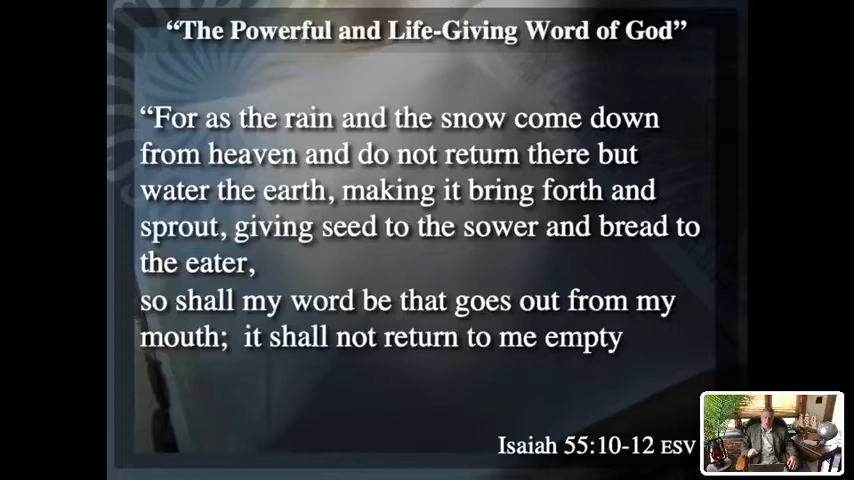 “The Powerful and Life-Giving Word of God”
“For as the rain and the snow come down
from heaven and do not return there but
water the earth, making it bring forth and
sprout, giving seed to the sower and bread to
the eater,
so shall my word be that goes out from my
mouth;  it shall not return to me empty
Isaiah 55:10-12 ESV